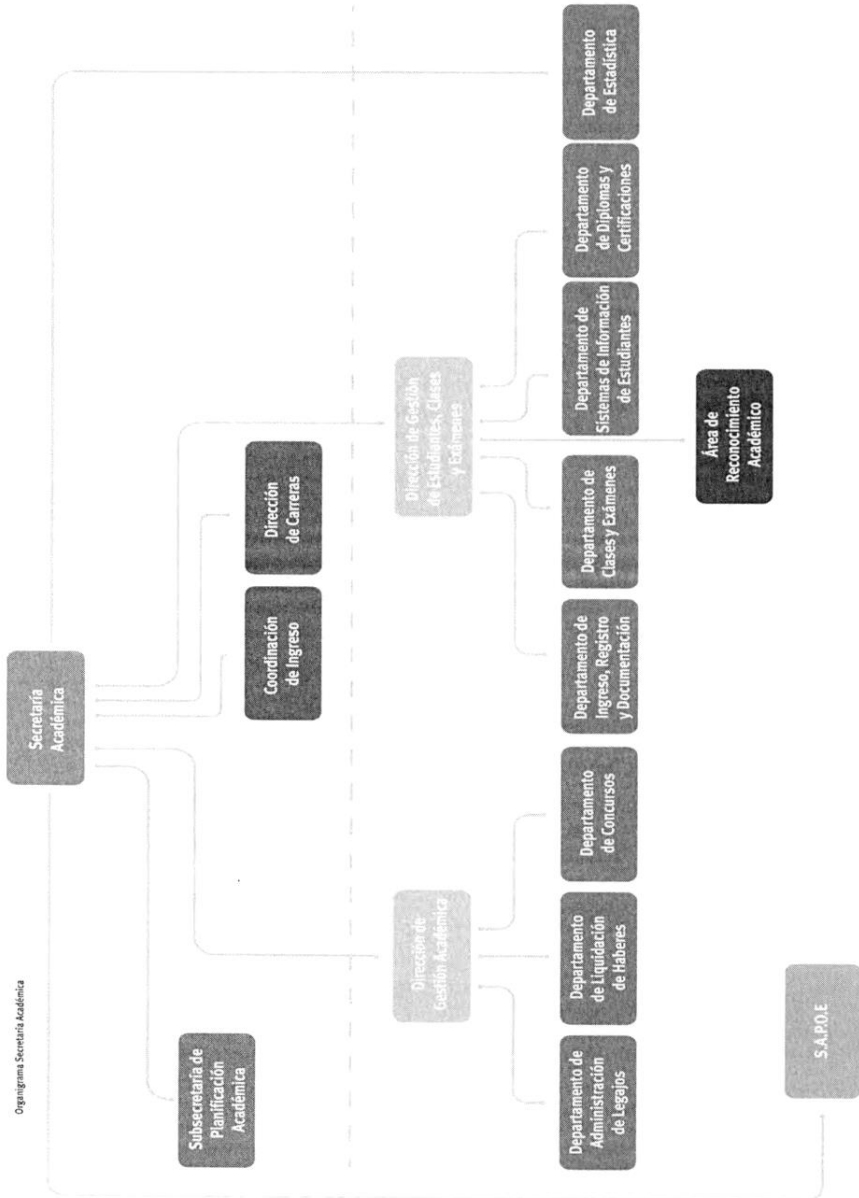 Organigrama Secretaría Académica
Secretaría
Académica
Subsecretaría de
Planificación
Académica
Coordinación
de Ingreso
Dirección
de Carreras
Dirección de
Gestión Académica
Dirección de Gestión
de Estudiantes, Clases
y Exámenes
Departamento de
Administración
de Legajos
Departamento
de Liquidación
de Haberes
Departamento
de Concursos
Departamento de
Ingreso, Registro
y Documentación
Departamento de
Clases y Exámenes
Departamento de
Sistemas de Información
de Estudiantes
Departamento
de Diplomas y
Certificaciones
Departamento
de Estadística
Área de
Reconocimiento
Académico
S.A.P.O.E